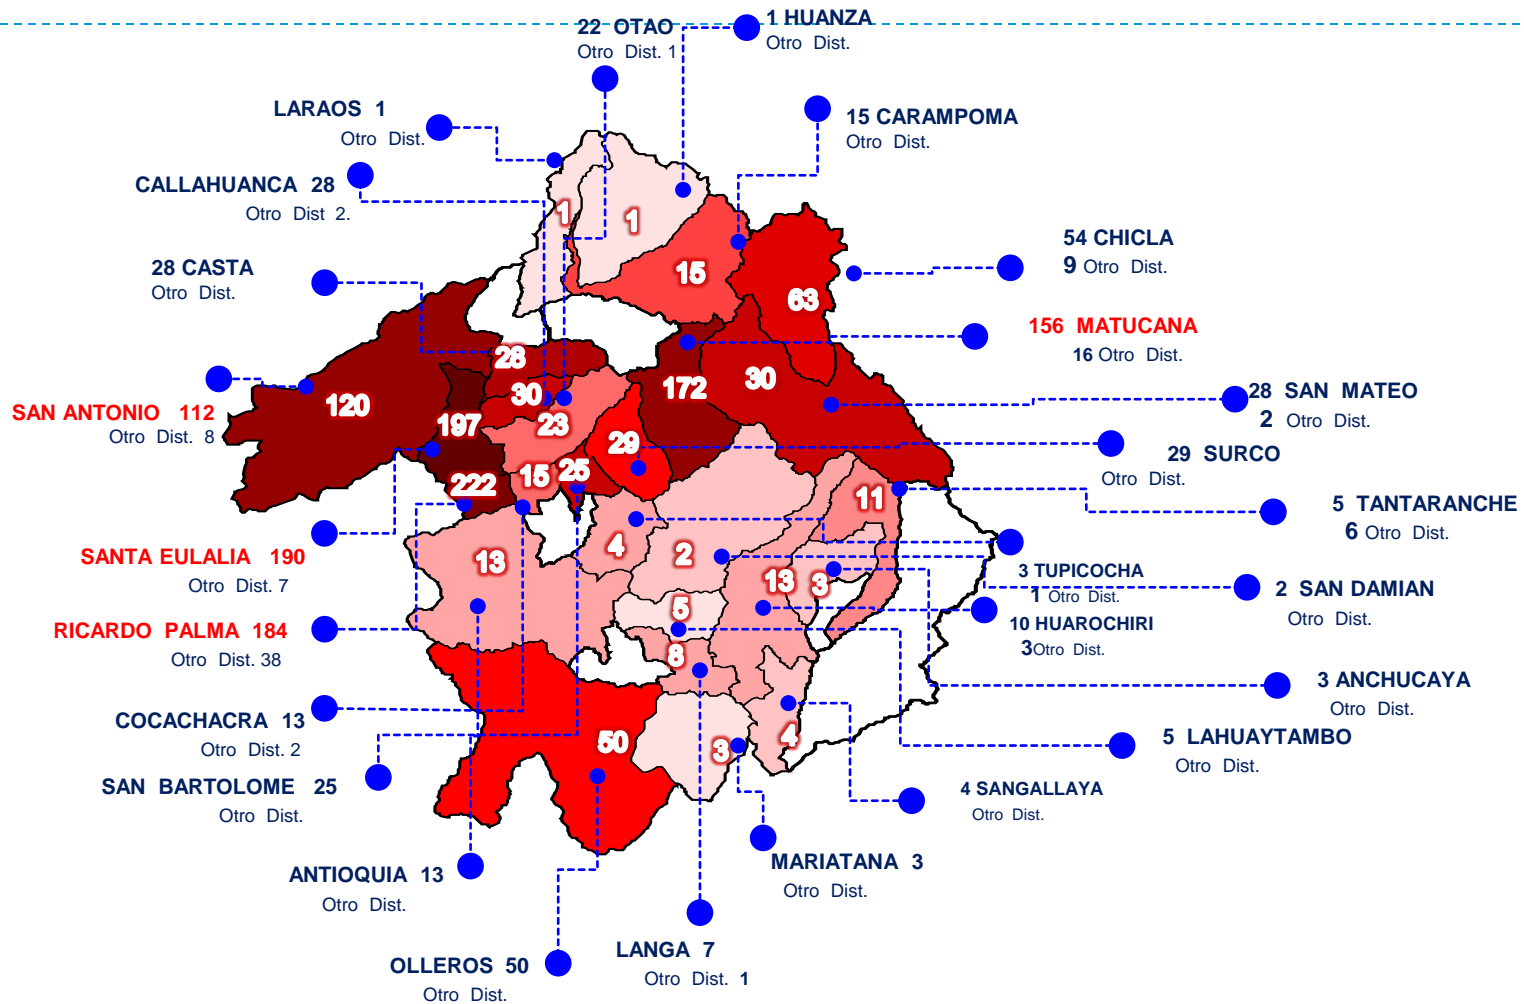 1 HUANZA
Otro Dist.
22 OTAO
Otro Dist. 1
LARAOS 1
Otro Dist.
15 CARAMPOMA
Otro Dist.
CALLAHUANCA 28
Otro Dist 2.
54 CHICLA
9 Otro Dist.
28 CASTA
Otro Dist.
156 MATUCANA
16 Otro Dist.
28 SAN MATEO
2 Otro Dist.
SAN ANTONIO 112
Otro Dist. 8
29 SURCO
Otro Dist.
5 TANTARANCHE
6 Otro Dist.
SANTA EULALIA 190
Otro Dist. 7
3 TUPICOCHA
1 Otro Dist.
2 SAN DAMIAN
Otro Dist.
10 HUAROCHIRI
3Otro Dist.
RICARDO PALMA 184
Otro Dist. 38
3 ANCHUCAYA
Otro Dist.
COCACHACRA 13
Otro Dist. 2
5 LAHUAYTAMBO
Otro Dist.
SAN BARTOLOME 25
Otro Dist.
4 SANGALLAYA
Otro Dist.
ANTIOQUIA 13
Otro Dist.
MARIATANA 3
Otro Dist.
LANGA 7
Otro Dist. 1
OLLEROS 50
Otro Dist.
1
1
15
63
28
172
30
30
120
197
23
29
222
15
25
11
13
4
2
13
3
5
8
50
3
4